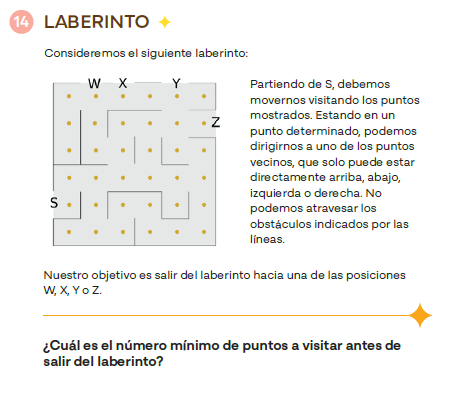 14 LABERINTO
Consideremos el siguiente laberinto:
W X Y
Z
S
Partiendo de S, debemos
movernos visitando los puntos
mostrados. Estando en un
punto determinado, podemos
dirigirnos a uno de los puntos
vecinos, que solo puede estar
directamente arriba, abajo,
izquierda o derecha. No
podemos atravesar los
obstáculos indicados por las
líneas.
Nuestro objetivo es salir del laberinto hacia una de las posiciones
W, X, Y o Z.
¿Cuál es el número mínimo de puntos a visitar antes de
salir del laberinto?